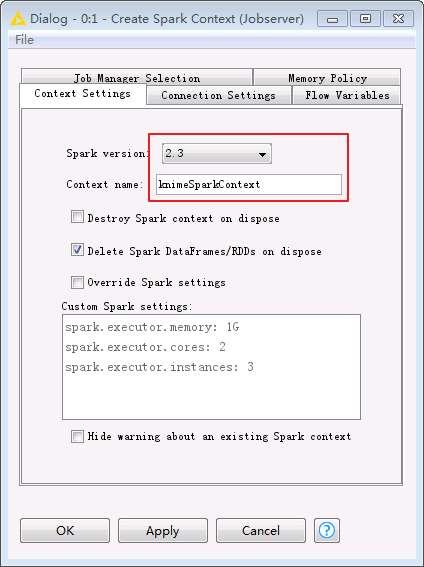 Dialog - 0:1 - Create Spark Context (Jobserver)
File
Job Manager Selection
Memory Policy
Context Settings
Connection Settings
Flow Variables
Spark version:
2.3
Context name:
knimeSparkContext
Destroy Spark context on dispose
Delete Spark DataFrames/RDDs on dispose
Override Spark settings
Custom Spark settings:
spark.executor.memory: 1G
spark.executor.cores: 2
spark.executor.instances: 3
Hide warning about an existing Spark context
OK
Apply
Cancel
?